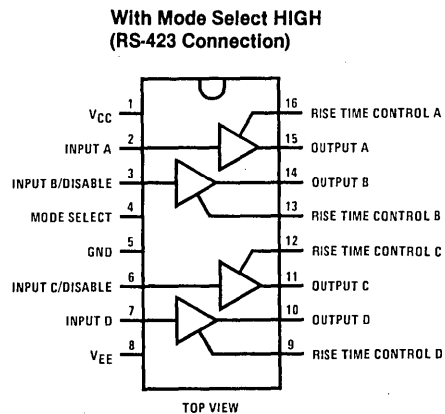 With Mode Select HIGH
(RS-423 Connection)
VCC 1
16 RISE TIME CONTROL A
INPUT A 2
15 OUTPUT A
INPUT B/DISABLE 3
14 OUTPUT B
MODE SELECT 4
13 RISE TIME CONTROL B
GND 5
12 RISE TIME CONTROL C
INPUT C/DISABLE 6
11 OUTPUT C
INPUT D 7
10 OUTPUT D
VEE 8
9 RISE TIME CONTROL D
TOP VIEW